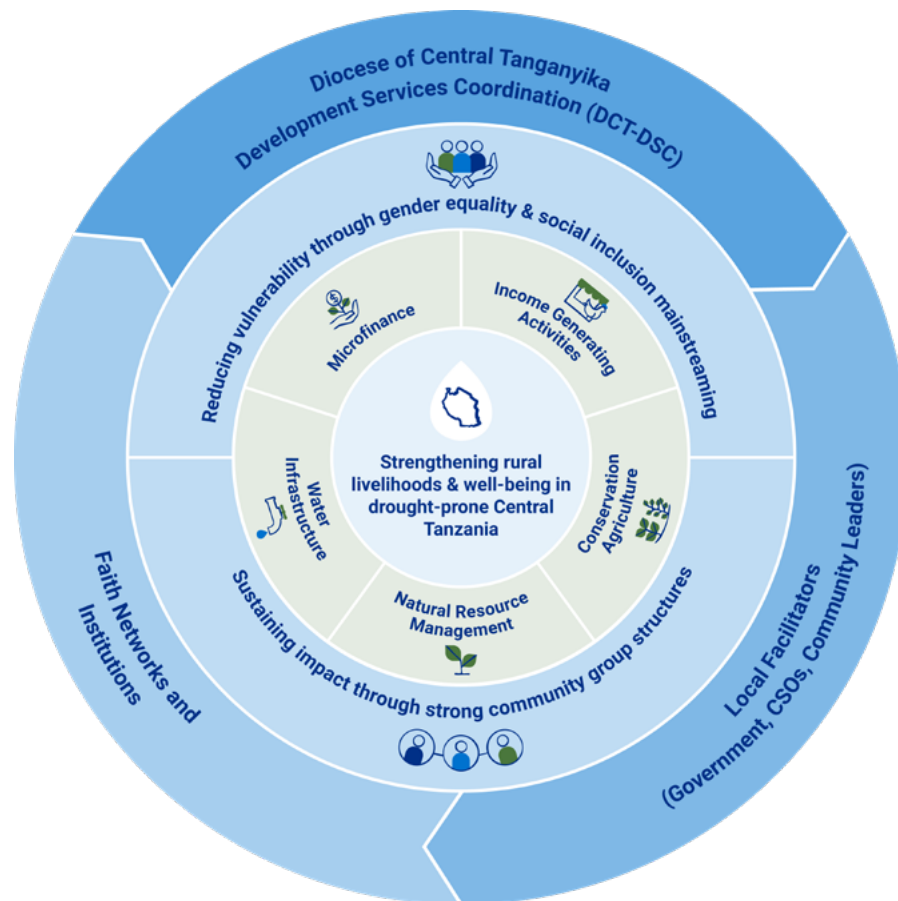 Diocese of Central Tanganyika
Development Services Coordination (DCT-DSC)
Reducing vulnerability through gender equality & social inclusion mainstreaming
Microfinance
Income Generating
Activities
Strengthening rural
livelihoods & well-being in
drought-prone Central
Tanzania
Water
Infrastructure
Conservation
Agriculture
Natural Resource
Management
Sustaining impact through strong community group structures
Faith Networks and
Institutions
Local Facilitators
(Government, CSOs, Community Leaders)